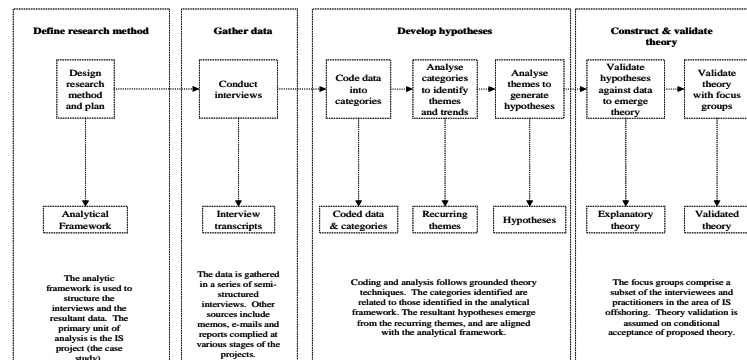 Define research method
Gather data
Develop hypotheses
Construct & validate
theory
Design
research
method
and plan
Conduct
interviews
Code data
into
categories
Analyse
categories
to identify
themes
and trends
Analyse
themes to
generate
hypotheses
Validate
hypotheses
against data
to emerge
theory
Validate
theory
with focus
groups
Analytical
Framework
Interview
transcripts
Coded data
& categories
Recurring
themes
Hypotheses
Explanatory
theory
Validated
theory
The analytic
framework is used to
structure the
interviews and the
resultant data. The
primary unit of
analysis is the IS
project (the case
study)
The data is gathered
in a series of semi-
structured
interviews. Other
sources include
memos, e-mails and
reports complied at
various stages of the
projects.
Coding and analysis follows grounded theory
techniques. The categories identified are
related to those identified in the analytical
framework. The resultant hypotheses emerge
from the recurring themes, and are aligned
with the analytical framework.
The focus groups comprise a
subset of the interviewees and
practitioners in the area of IS
offshoring. Theory validation
is assumed on conditional
acceptance of proposed theory.